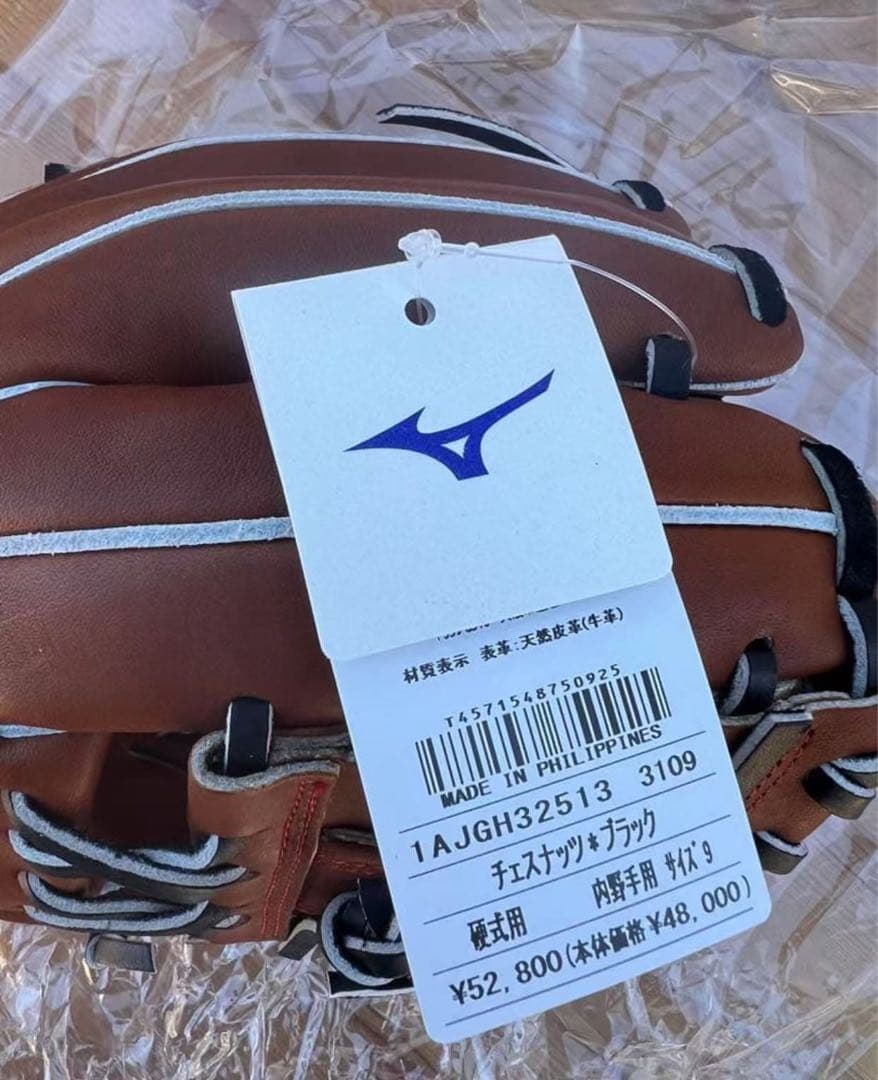 材質表示 表革:天然皮革(牛革)
T4571548750925
MADE IN PHILIPPINES
1AJGH32513 3109
チェスナッツ*ブラック
硬式用 内野手用 サイズ9
¥52,800(本体価格¥48,000)